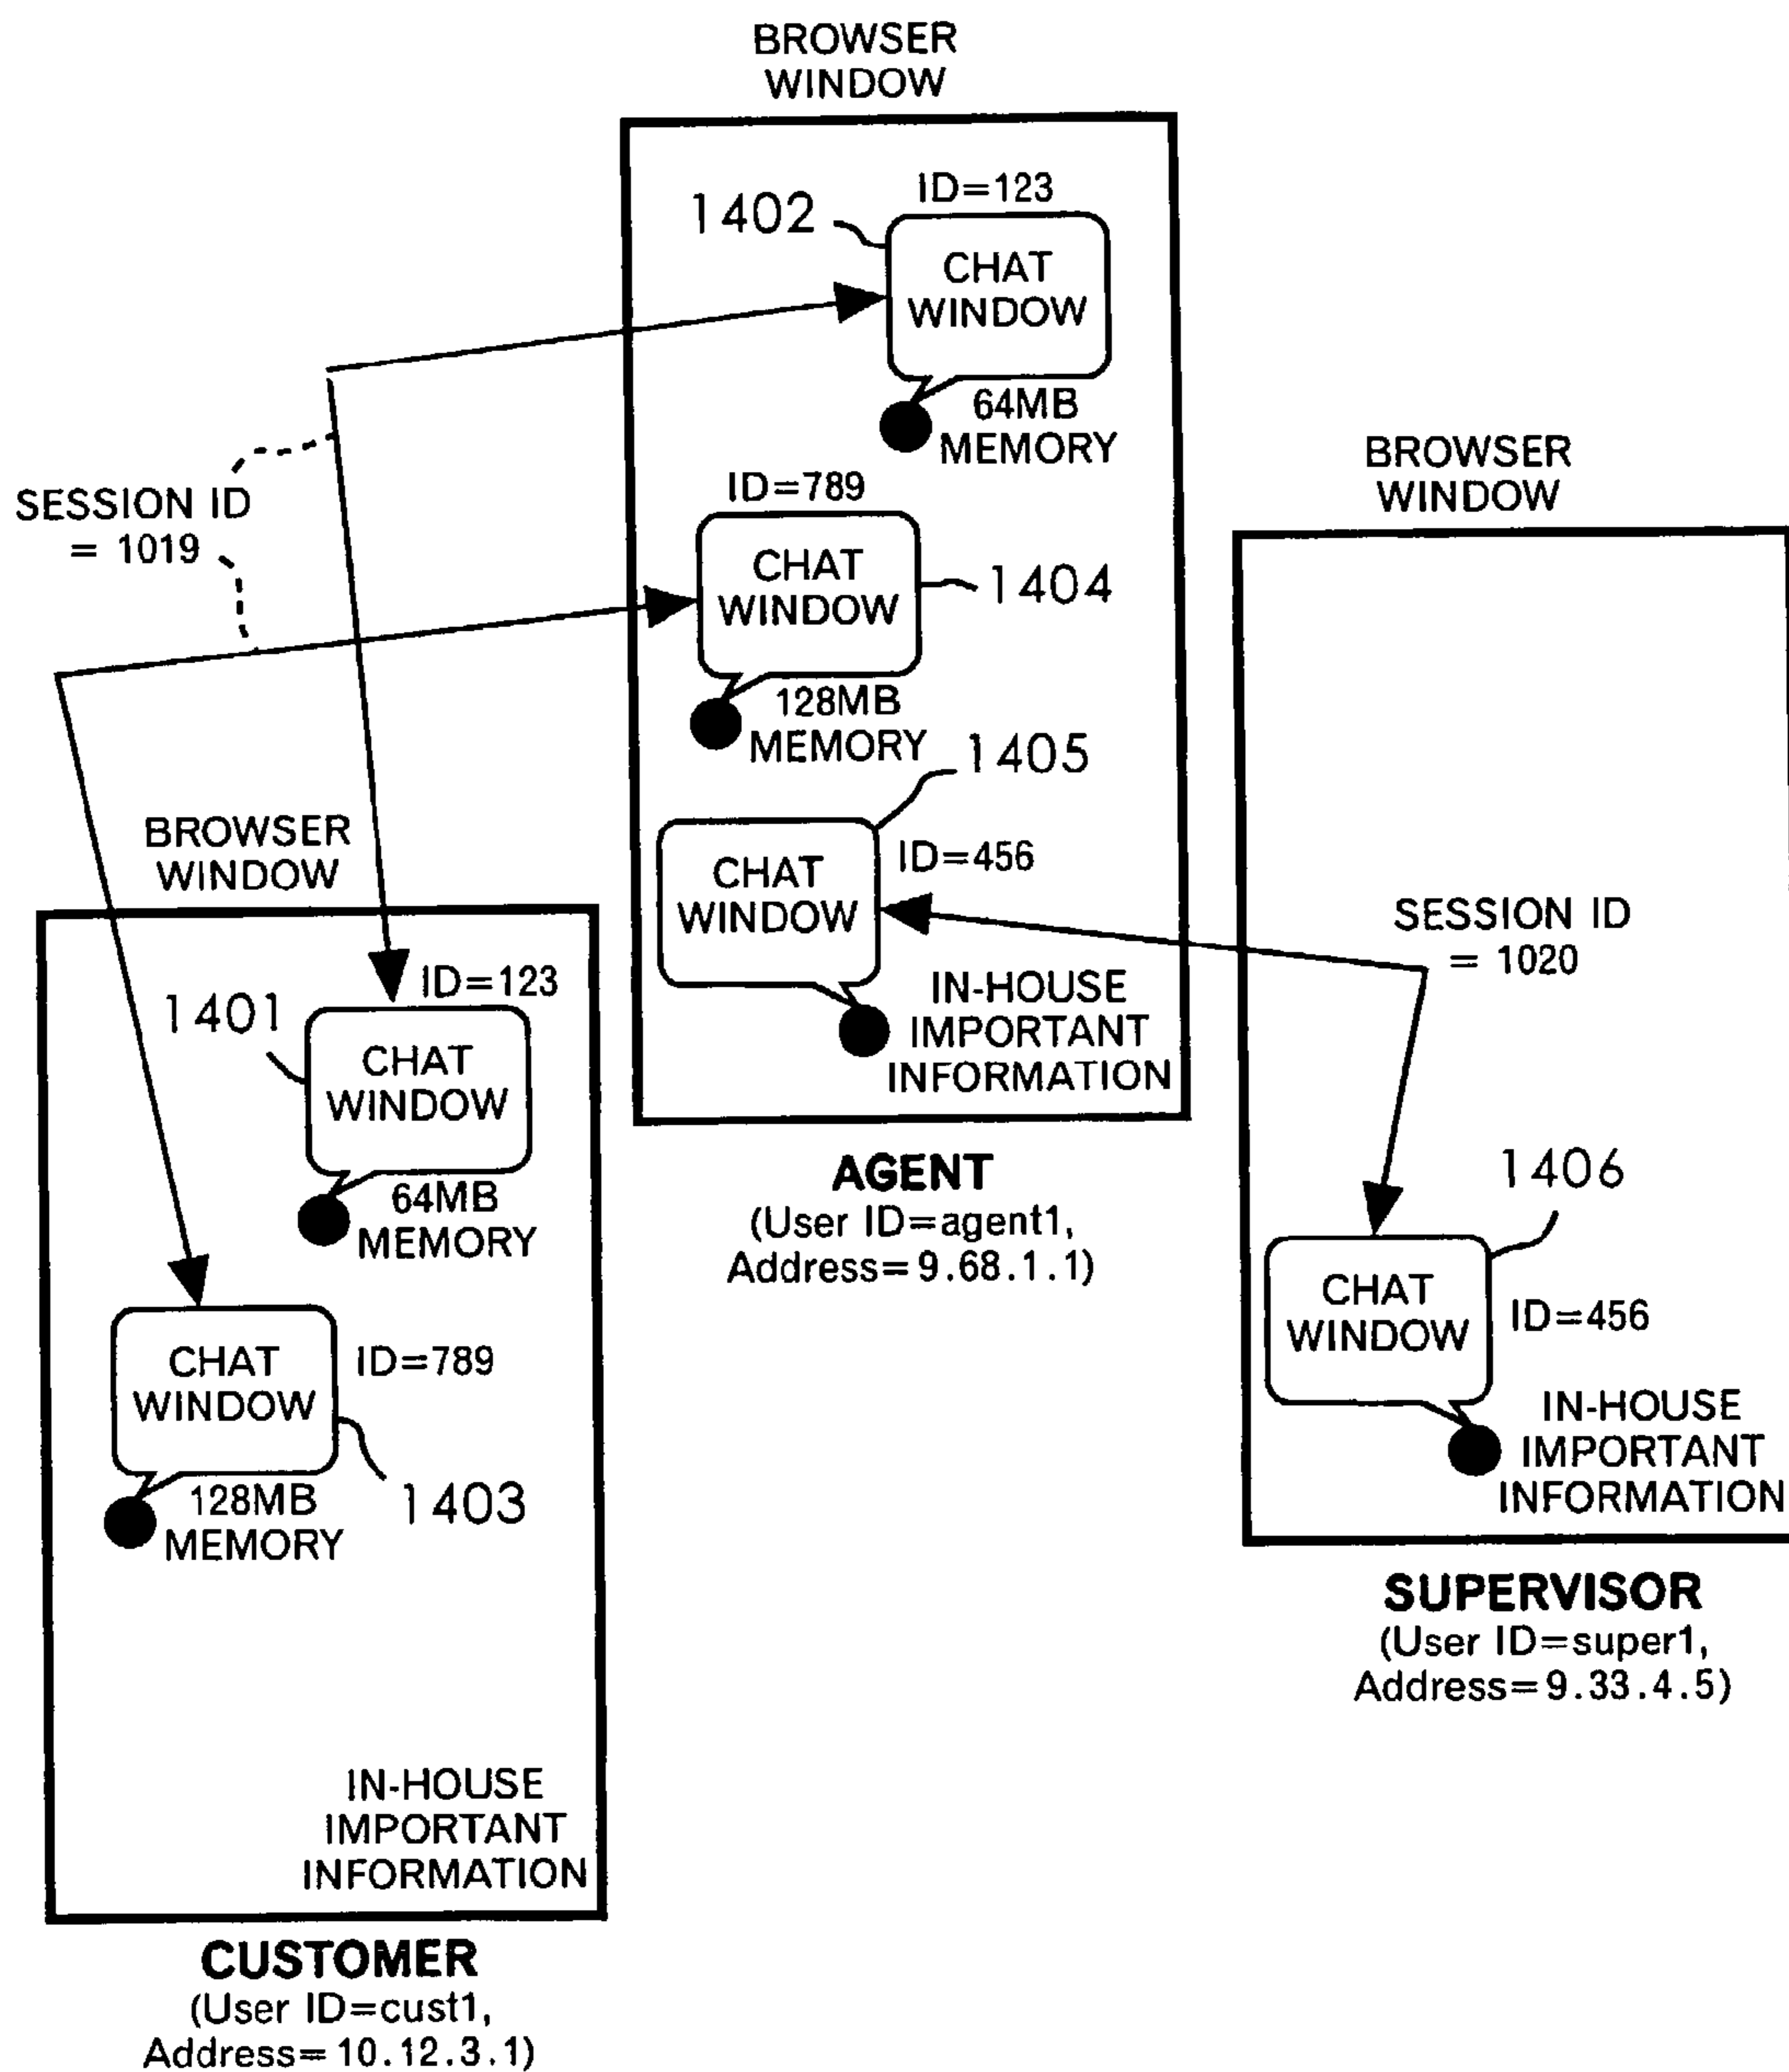 BROWSER
WINDOW
ID=123
1402
CHAT
WINDOW
64MB
MEMORY
SESSION ID
= 1019
ID=789
CHAT
WINDOW
1404
128MB
MEMORY
1405
CHAT
WINDOW
ID=456
IN-HOUSE
IMPORTANT
INFORMATION
AGENT
(User ID=agent1,
Address=9.68.1.1)
BROWSER
WINDOW
SESSION ID
= 1020
1406
CHAT
WINDOW
ID=456
IN-HOUSE
IMPORTANT
INFORMATION
SUPERVISOR
(User ID=super1,
Address=9.33.4.5)
BROWSER
WINDOW
ID=123
1401
CHAT
WINDOW
64MB
MEMORY
CHAT
WINDOW
ID=789
128MB
MEMORY
1403
IN-HOUSE
IMPORTANT
INFORMATION
CUSTOMER
(User ID=cust1,
Address=10.12.3.1)